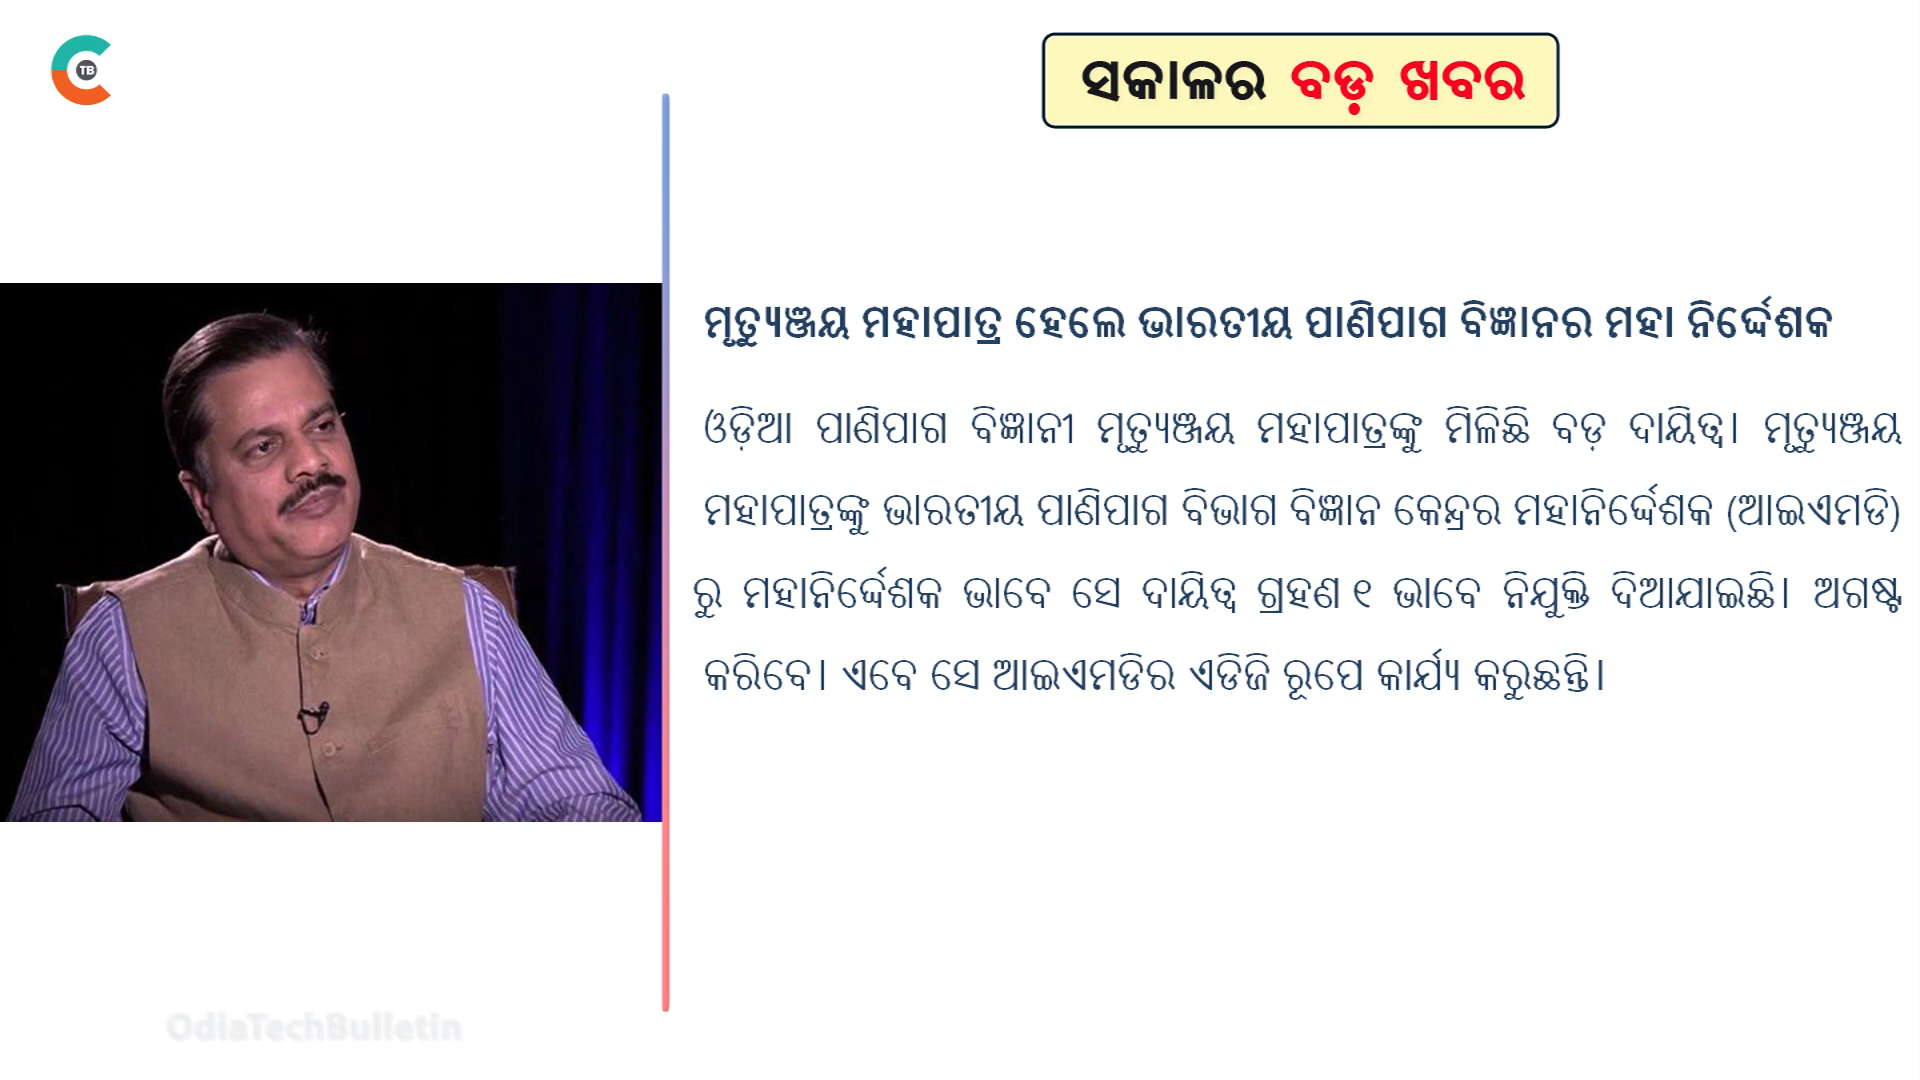 TB
ସକାଳର ବଡ଼ ଖବର
ମୃତ୍ୟୁଞ୍ଜୟ ମହାପାତ୍ର ହେଲେ ଭାରତୀୟ ପାଣିପାଗ ବିଜ୍ଞାନର ମହା ନିର୍ଦ୍ଦେଶକ
ଓଡ଼ିଆ ପାଣିପାଗ ବିଜ୍ଞାନୀ ମୃତ୍ୟୁଞ୍ଜୟ ମହାପାତ୍ରଙ୍କୁ ମିଳିଛି ବଡ଼ ଦାୟିତ୍ୱ। ମୃତ୍ୟୁଞ୍ଜୟ
ମହାପାତ୍ରଙ୍କୁ ଭାରତୀୟ ପାଣିପାଗ ବିଭାଗ ବିଜ୍ଞାନ କେନ୍ଦ୍ରର ମହାନିର୍ଦ୍ଦେଶକ (ଆଇଏମଡି)
ରୁ ମହାନିର୍ଦ୍ଦେଶକ ଭାବେ ସେ ଦାୟିତ୍ୱ ଗ୍ରହଣ ୧ ଭାବେ ନିଯୁକ୍ତି ଦିଆଯାଇଛି। ଅଗଷ୍ଟ
କରିବେ। ଏବେ ସେ ଆଇଏମଡିର ଏଡିଜି ରୂପେ କାର୍ଯ୍ୟ କରୁଛନ୍ତି।
OdiaTechBulletin